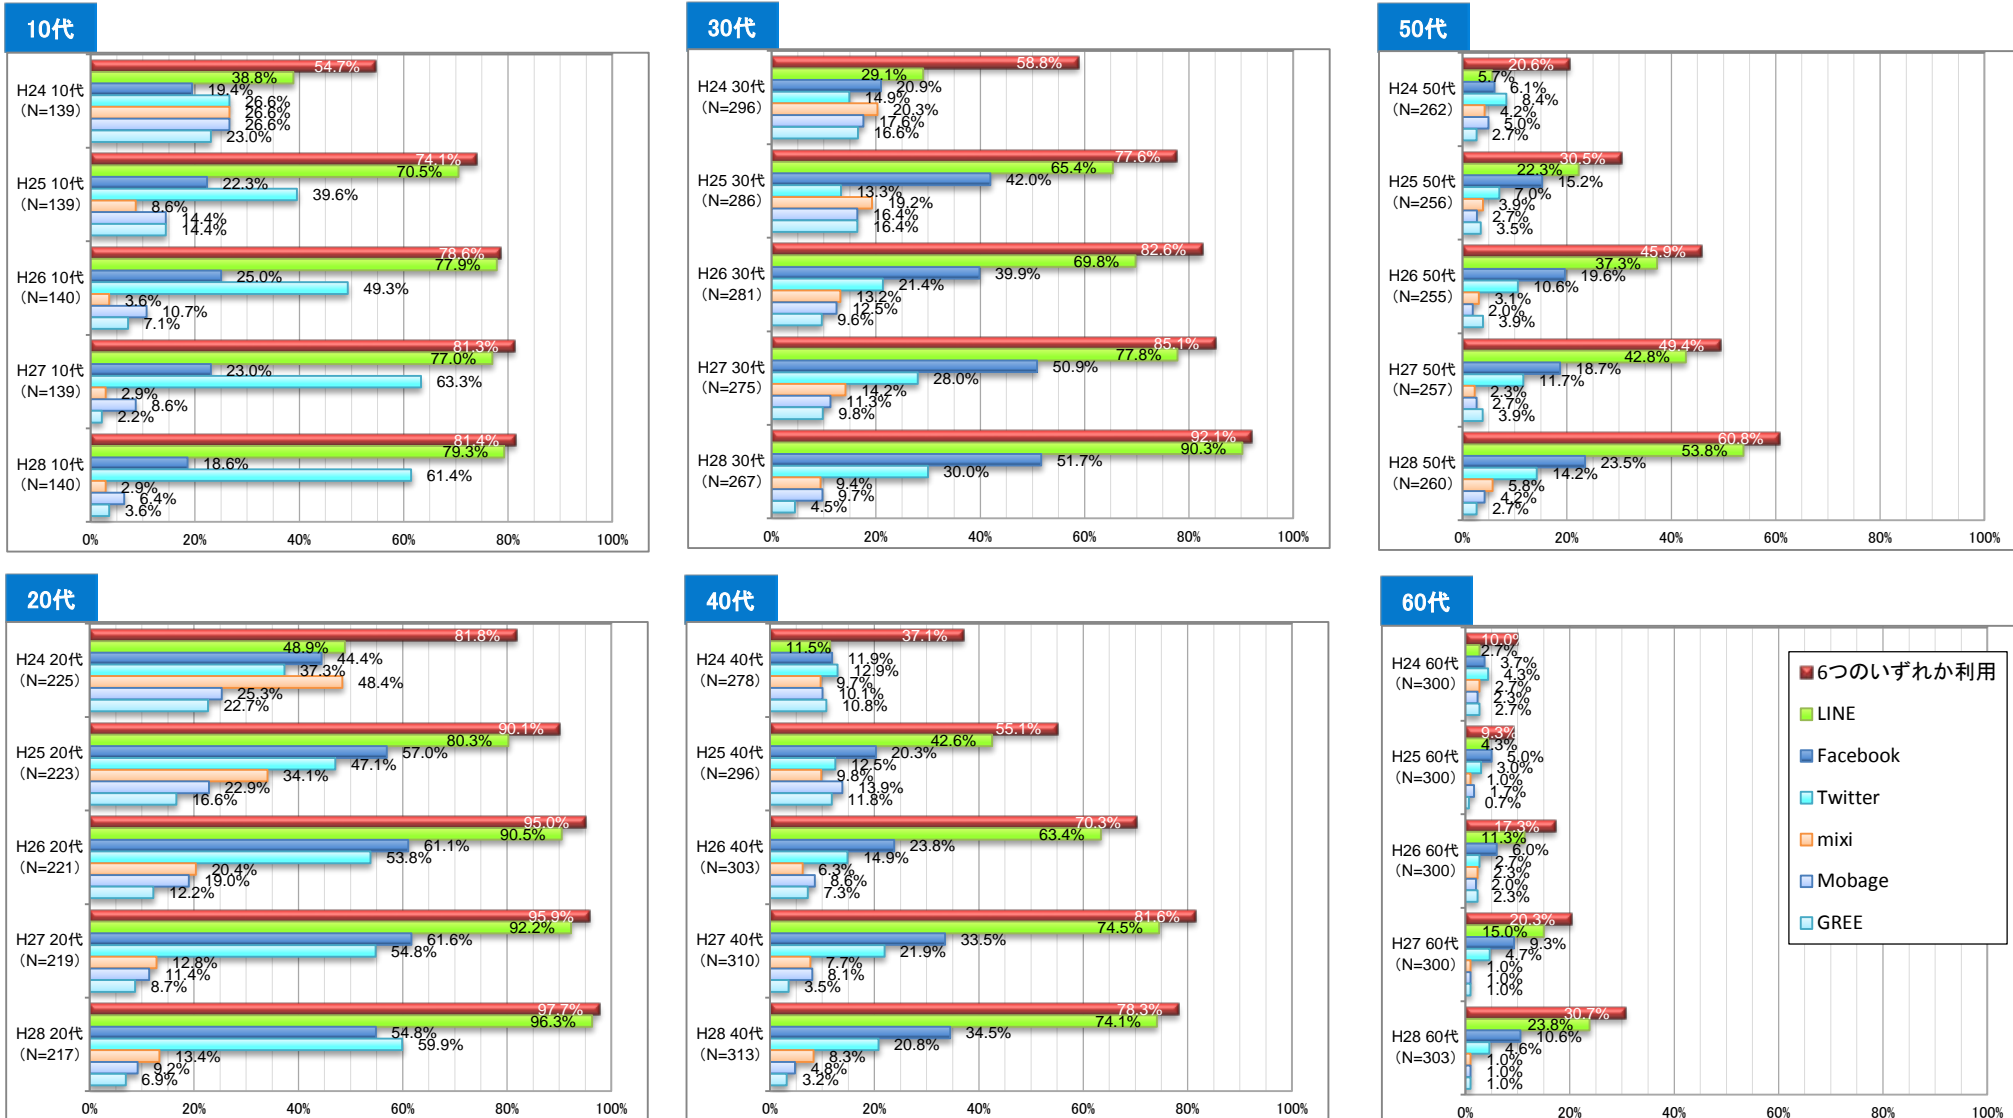 10代
H24 10代
（N=139）
54.7%
38.8%
19.4%
26.6%
26.6%
26.6%
23.0%
H25 10代
（N=139）
74.1%
70.5%
22.3%
39.6%
8.6%
14.4%
14.4%
H26 10代
（N=140）
78.6%
77.9%
25.0%
49.3%
3.6%
10.7%
7.1%
H27 10代
（N=139）
81.3%
77.0%
23.0%
63.3%
2.9%
8.6%
2.2%
H28 10代
（N=140）
81.4%
79.3%
18.6%
61.4%
2.9%
6.4%
3.6%
0% 20% 40% 60% 80% 100%
30代
H24 30代
（N=296）
58.8%
29.1%
20.9%
14.9%
20.3%
17.6%
16.6%
H25 30代
（N=286）
77.6%
65.4%
42.0%
13.3%
19.2%
16.4%
16.4%
H26 30代
（N=281）
82.6%
69.8%
39.9%
21.4%
13.2%
12.5%
9.6%
H27 30代
（N=275）
85.1%
77.8%
50.9%
28.0%
14.2%
11.3%
9.8%
H28 30代
（N=267）
92.1%
90.3%
51.7%
30.0%
9.4%
9.7%
4.5%
0% 20% 40% 60% 80% 100%
50代
H24 50代
（N=262）
20.6%
5.7%
6.1%
8.4%
4.2%
5.0%
2.7%
H25 50代
（N=256）
30.5%
22.3%
15.2%
7.0%
3.9%
2.7%
3.5%
H26 50代
（N=255）
45.9%
37.3%
19.6%
10.6%
3.1%
2.0%
3.9%
H27 50代
（N=257）
49.4%
42.8%
18.7%
11.7%
2.3%
2.7%
3.9%
H28 50代
（N=260）
60.8%
53.8%
23.5%
14.2%
5.8%
4.2%
2.7%
0% 20% 40% 60% 80% 100%
20代
H24 20代
（N=225）
81.8%
48.9%
44.4%
37.3%
48.4%
25.3%
22.7%
H25 20代
（N=223）
90.1%
80.3%
57.0%
47.1%
34.1%
22.9%
16.6%
H26 20代
（N=221）
95.0%
90.5%
61.1%
53.8%
20.4%
19.0%
12.2%
H27 20代
（N=219）
95.9%
92.2%
61.6%
54.8%
12.8%
11.4%
8.7%
H28 20代
（N=217）
97.7%
96.3%
54.8%
59.9%
13.4%
9.2%
6.9%
0% 20% 40% 60% 80% 100%
40代
H24 40代
（N=278）
37.1%
11.5%
11.9%
12.9%
9.7%
10.1%
10.8%
H25 40代
（N=296）
55.1%
42.6%
20.3%
12.5%
9.8%
13.9%
11.8%
H26 40代
（N=303）
70.3%
63.4%
23.8%
14.9%
6.3%
8.6%
7.3%
H27 40代
（N=310）
81.6%
74.5%
33.5%
21.9%
7.7%
8.1%
3.5%
H28 40代
（N=313）
78.3%
74.1%
34.5%
20.8%
8.3%
4.8%
3.2%
0% 20% 40% 60% 80% 100%
60代
H24 60代
（N=300）
10.0%
2.7%
3.7%
4.3%
2.7%
2.3%
2.7%
H25 60代
（N=300）
9.3%
4.3%
5.0%
3.0%
1.0%
1.7%
0.7%
H26 60代
（N=300）
17.3%
11.3%
6.0%
2.7%
2.3%
2.0%
2.3%
H27 60代
（N=300）
20.3%
15.0%
9.3%
4.7%
1.0%
1.0%
1.0%
H28 60代
（N=303）
30.7%
23.8%
10.6%
4.6%
1.0%
1.0%
1.0%
0% 20% 40% 60% 80% 100%
6つのいずれか利用
LINE
Facebook
Twitter
mixi
Mobage
GREE